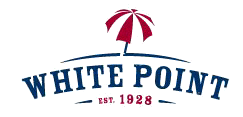 WHITE POINT
EST. 1928